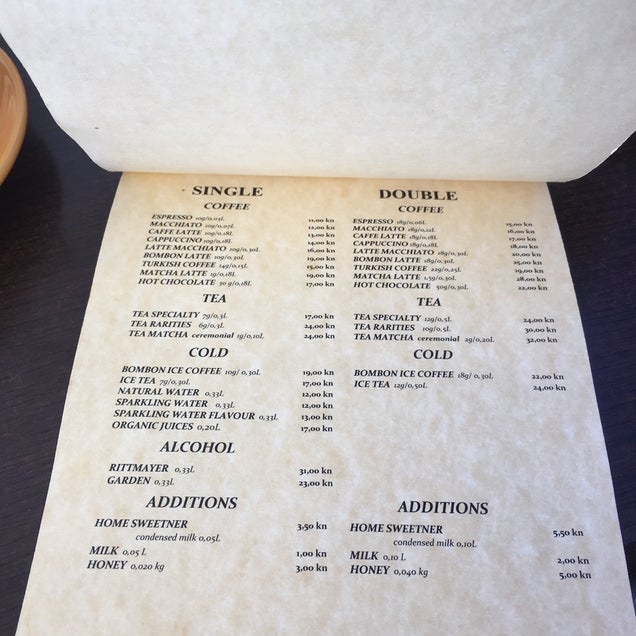 SINGLE
COFFEE
ESPRESSO 10g/0,03L 11,00 kn
MACCHIATO 10g/0,07L 12,00 kn
CAFFE LATTE 10g/0,18L 13,00 kn
CAPPUCCINO 10g/0,18L 14,00 kn
LATTE MACCHIATO 10g/0,30L 16,00 kn
BOMBON LATTE 10g/0,30L 19,00 kn
TURKISH COFFEE 14g/0,15L 15,00 kn
MATCHA LATTE 1g/0,18L 19,00 kn
HOT CHOCOLATE 30 g/0,18L 17,00 kn
TEA
TEA SPECIALTY 7g/0,3L 17,00 kn
TEA RARITIES 6g/0,3L 24,00 kn
TEA MATCHA ceremonial 1g/0,10L 24,00 kn
COLD
BOMBON ICE COFFEE 10g/ 0,30L 19,00 kn
ICE TEA 7g/0,30L 17,00 kn
NATURAL WATER 0,33L 12,00 kn
SPARKLING WATER 0,33L 12,00 kn
SPARKLING WATER FLAVOUR 0,33L 13,00 kn
ORGANIC JUICES 0,20L 17,00 kn
ALCOHOL
RITTMAYER 0,33L 31,00 kn
GARDEN 0,33L 23,00 kn
ADDITIONS
HOME SWEETNER 3,50 kn
condensed milk 0,05L
MILK 0,05 L 1,00 kn
HONEY 0,020 kg 3,00 kn
DOUBLE
COFFEE
ESPRESSO 18g/0,06L 15,00 kn
MACCHIATO 18g/0,12L 16,00 kn
CAFFE LATTE 18g/0,18L 17,00 kn
CAPPUCCINO 18g/0,18L 18,00 kn
LATTE MACCHIATO 18g/0,30L 20,00 kn
BOMBON LATTE 18g/0,30L 25,00 kn
TURKISH COFFEE 22g/0,25L 19,00 kn
MATCHA LATTE 1,5g/0,30L 28,00 kn
HOT CHOCOLATE 50g/0,30L 22,00 kn
TEA
TEA SPECIALTY 12g/0,5L 24,00 kn
TEA RARITIES 10g/0,5L 30,00 kn
TEA MATCHA ceremonial 2g/0,20L 32,00 kn
COLD
BOMBON ICE COFFEE 18g/ 0,30L 22,00 kn
ICE TEA 12g/0,50L 24,00 kn
ADDITIONS
HOME SWEETNER 5,50 kn
condensed milk 0,10L
MILK 0,10 L 2,00 kn
HONEY 0,040 kg 5,00 kn